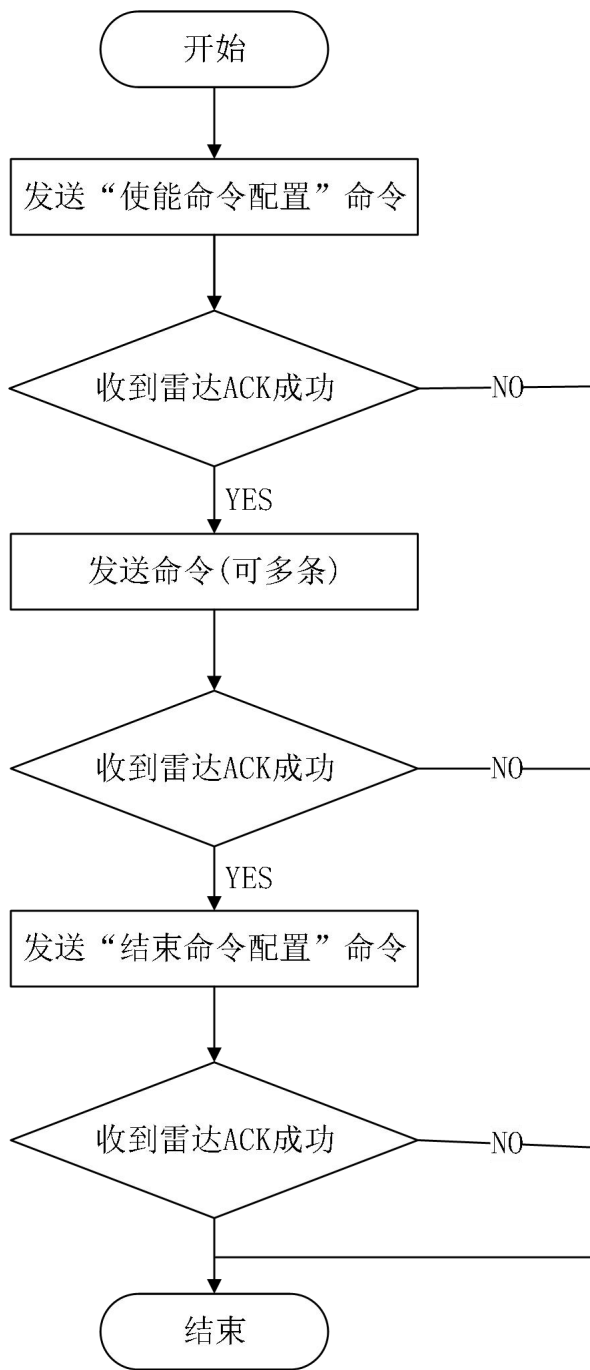 开始
发送“使能命令配置”命令
收到雷达ACK成功
NO
YES
发送命令(可多条)
收到雷达ACK成功
NO
YES
发送“结束命令配置”命令
收到雷达ACK成功
NO
结束